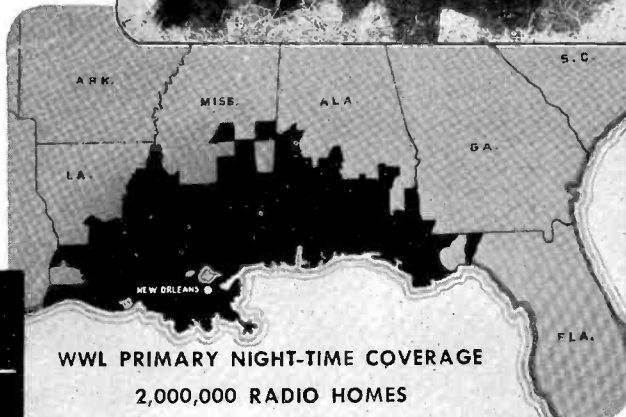 S.C.
ARK.
MISS.
ALA.
GA.
LA.
NEW ORLEANS
FLA.
WWL PRIMARY NIGHT-TIME COVERAGE
2,000,000 RADIO HOMES